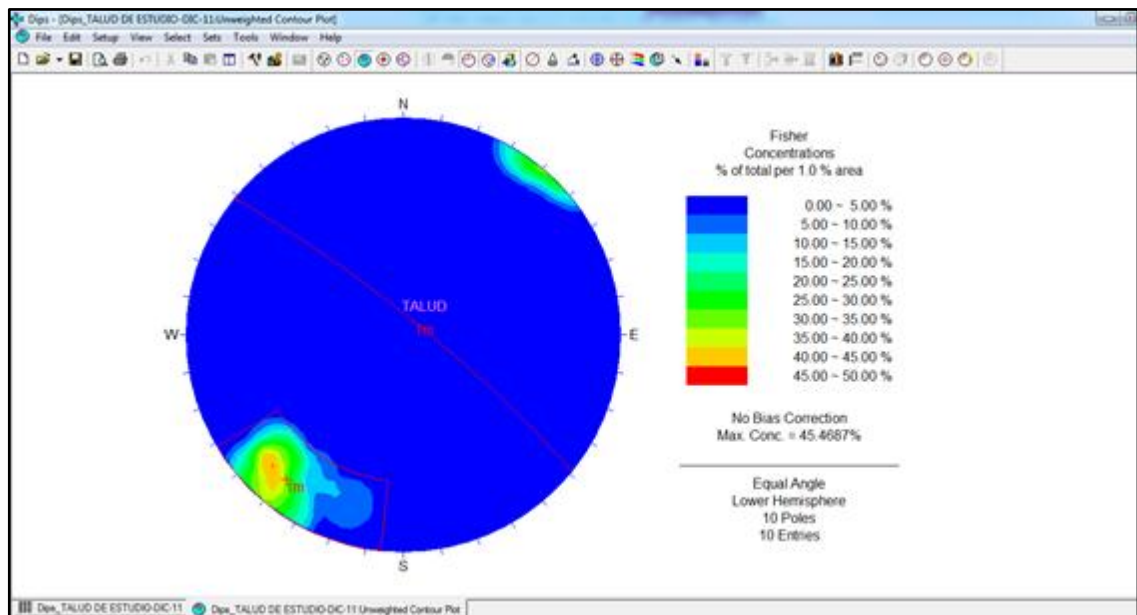 Dips - [Dips_TALUD DE ESTUDIO-DIC-11:Unweighted Contour Plot]
File Edit Setup View Select Sets Tools Window Help
N
Fisher
Concentrations
% of total per 1.0 % area
0.00 ~ 5.00 %
5.00 ~ 10.00 %
10.00 ~ 15.00 %
15.00 ~ 20.00 %
20.00 ~ 25.00 %
25.00 ~ 30.00 %
30.00 ~ 35.00 %
35.00 ~ 40.00 %
40.00 ~ 45.00 %
45.00 ~ 50.00 %
TALUD
1m
W
E
No Bias Correction
Max. Conc. = 45.4687%
1m
Equal Angle
Lower Hemisphere
10 Poles
10 Entries
S
Dips_TALUD DE ESTUDIO-DIC-11
Dips_TALUD DE ESTUDIO-DIC-11:Unweighted Contour Plot